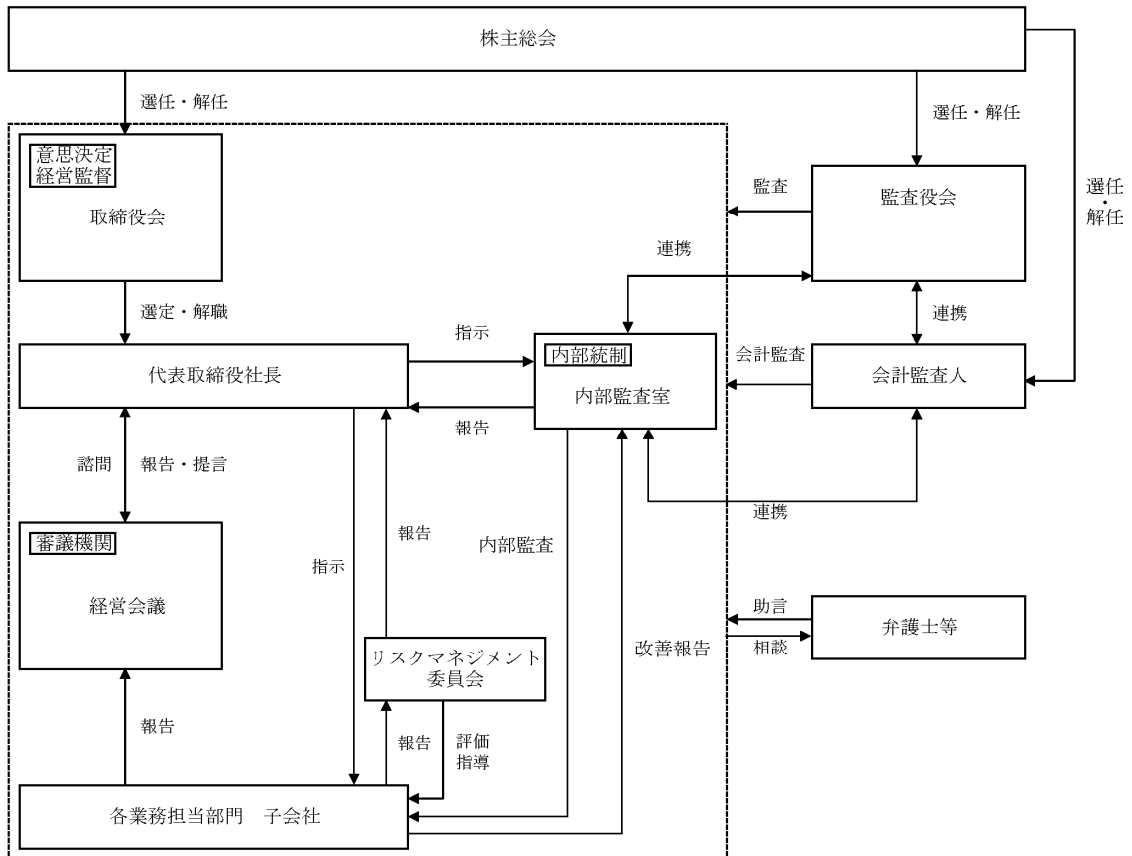 株主総会
選任・解任
選任・解任
選任
・
解任
意思決定
経営監督
取締役会
監査
監査役会
連携
選定・解職
連携
指示
内部統制
内部監査室
会計監査
会計監査人
代表取締役社長
報告
諮問
報告・提言
連携
審議機関
経営会議
報告
内部監査
指示
助言
相談
弁護士等
改善報告
リスクマネジメント
委員会
報告
報告
評価
指導
各業務担当部門　子会社